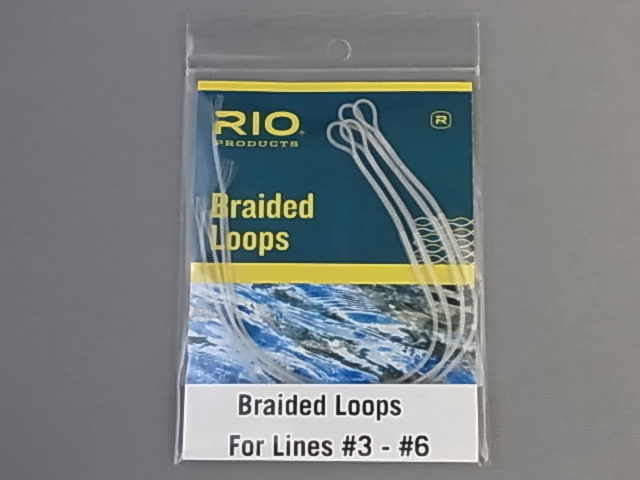 RIO
PRODUCTS
R
Braided
Loops
Braided Loops
For Lines #3 - #6